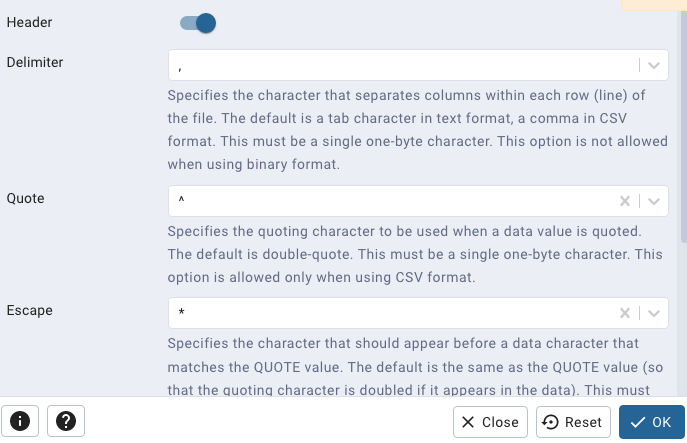 Header
Delimiter
,
Specifies the character that separates columns within each row (line) of
the file. The default is a tab character in text format, a comma in CSV
format. This must be a single one-byte character. This option is not allowed
when using binary format.
Quote
^
Specifies the quoting character to be used when a data value is quoted.
The default is double-quote. This must be a single one-byte character. This
option is allowed only when using CSV format.
Escape
*
Specifies the character that should appear before a data character that
matches the QUOTE value. The default is the same as the QUOTE value (so
that the quoting character is doubled if it appears in the data). This must
Close
Reset
OK